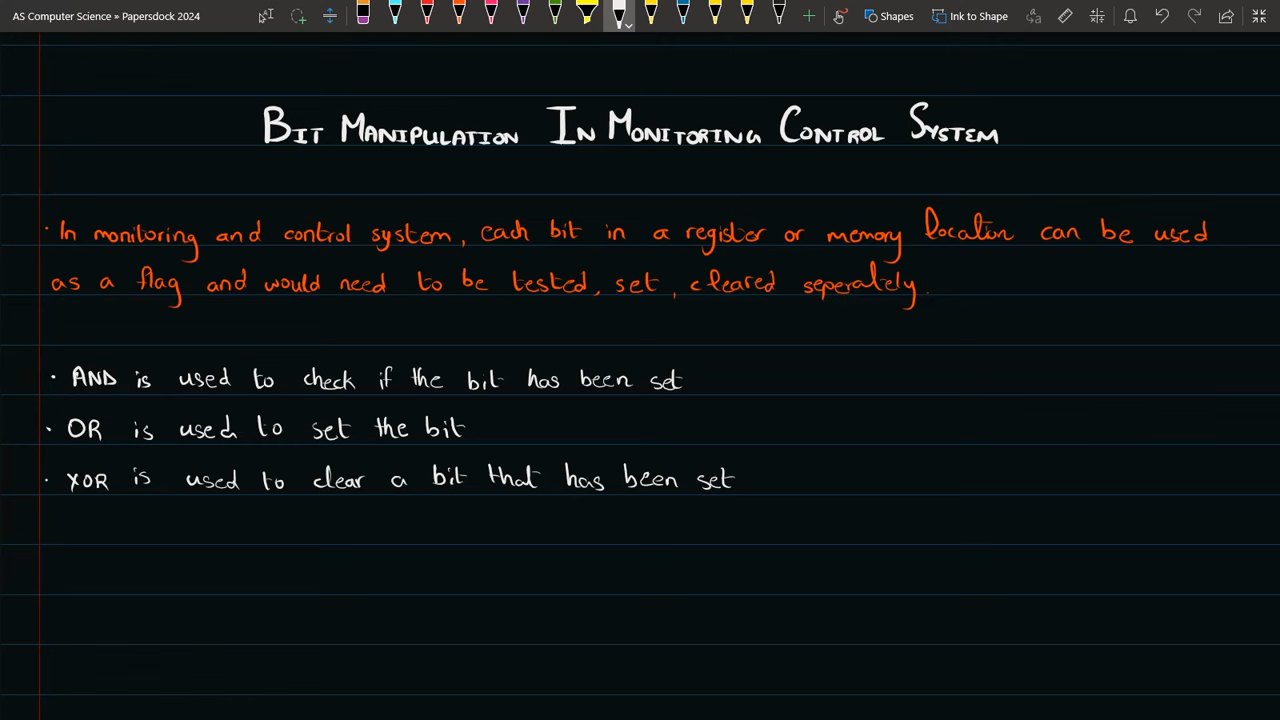 AS Computer Science » Papersdock 2024
Shapes
Ink to Shape
BIT MANIPULATION IN MONITORING CONTROL SYSTEM
· In monitoring and control system, each bit in a register or memory location can be used
as a flag and would need to be tested, set, cleared seperately.
· AND is used to check if the bit has been set
· OR is used to set the bit
· XOR is used to clear a bit that has been set